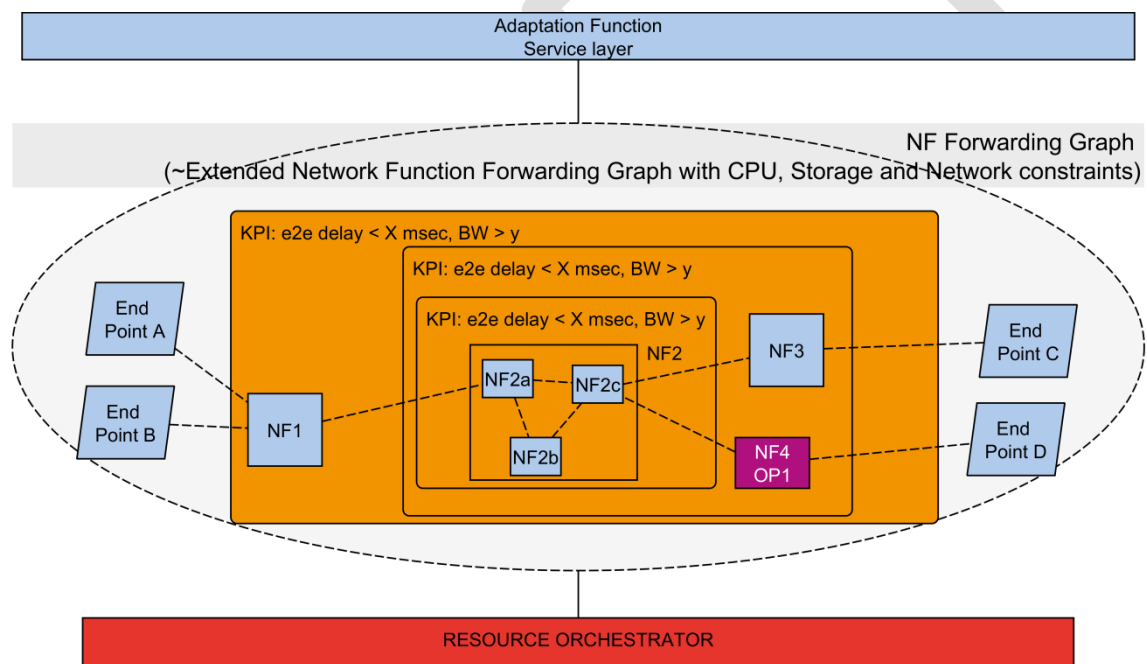 Adaptation Function
Service layer
NF Forwarding Graph
(~Extended Network Function Forwarding Graph with CPU, Storage and Network constraints)
KPI: e2e delay < X msec, BW > y
KPI: e2e delay < X msec, BW > y
KPI: e2e delay < X msec, BW > y
End
Point A
End
Point B
NF1
NF2
NF2a
NF2c
NF2b
NF3
NF4
OP1
End
Point C
End
Point D
RESOURCE ORCHESTRATOR